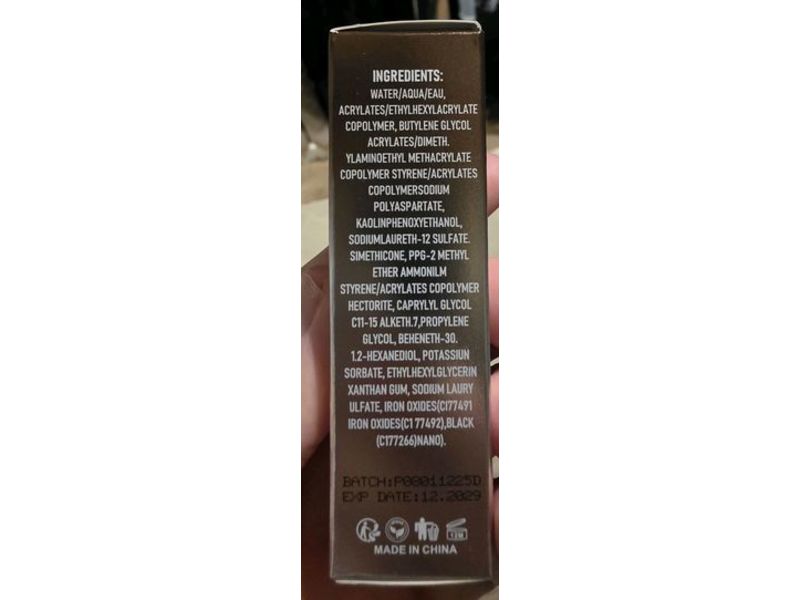 INGREDIENTS:
WATER/AQUA/EAU,
ACRYLATES/ETHYLHEXYLACRYLATE
COPOLYMER, BUTYLENE GLYCOL
ACRYLATES/DIMETH.
YLAMINOETHYL METHACRYLATE
COPOLYMER STYRENE/ACRYLATES
COPOLYMERSODIUM
POLYASPARTATE,
KAOLINPHENOXYETHANOL,
SODIUMLAURETH-12 SULFATE.
SIMETHICONE, PPG-2 METHYL
ETHER AMMONILM
STYRENE/ACRYLATES COPOLYMER
HECTORITE, CAPRYLYL GLYCOL
C11-15 ALKETH.7,PROPYLENE
GLYCOL, BEHENETH-30.
1.2-HEXANEDIOL, POTASSIUN
SORBATE, ETHYLHEXYLGLYCERIN
XANTHAN GUM, SODIUM LAURY
ULFATE, IRON OXIDES(CI77491
IRON OXIDES(C1 77492),BLACK
(C177266)NANO).
BATCH:P08011225D
EXP DATE:12.2029
12M
MADE IN CHINA